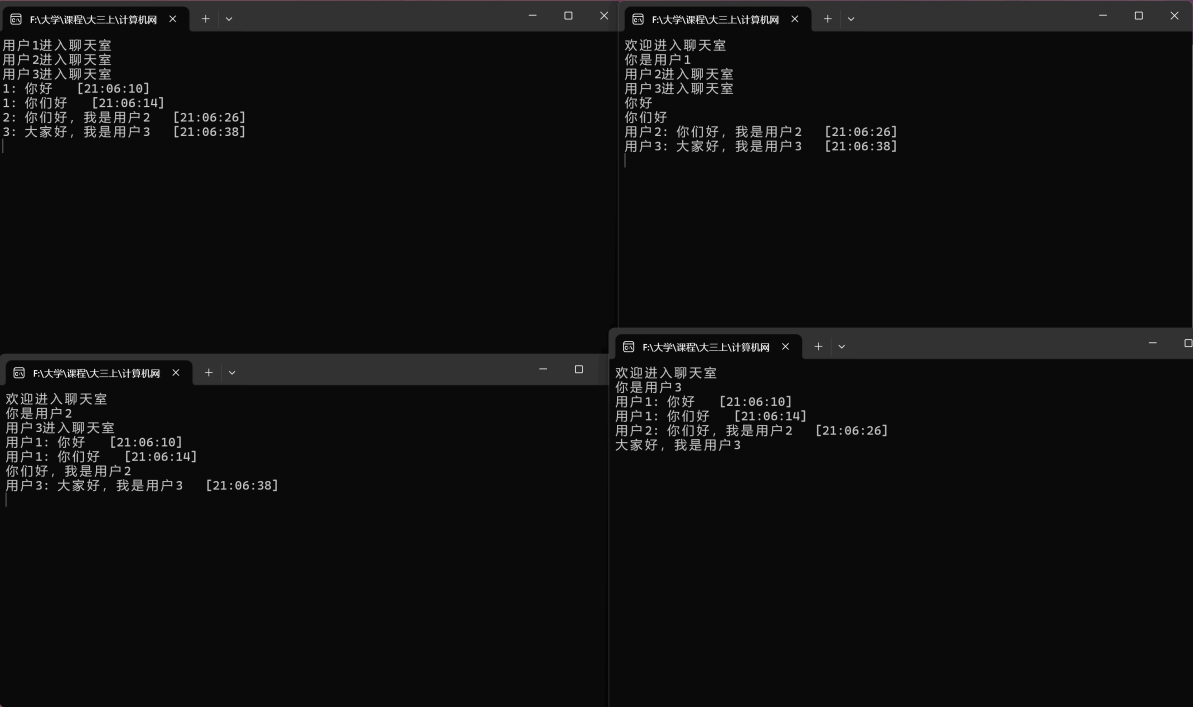 F:\大学\课程\大三上\计算机网
用户1进入聊天室
用户2进入聊天室
用户3进入聊天室
1: 你好 [21:06:10]
1: 你们好 [21:06:14]
2: 你们好, 我是用户2 [21:06:26]
3: 大家好, 我是用户3 [21:06:38]
F:\大学\课程\大三上\计算机网
欢迎进入聊天室
你是用户1
用户2进入聊天室
用户3进入聊天室
你好
你们好
用户2: 你们好, 我是用户2 [21:06:26]
用户3: 大家好, 我是用户3 [21:06:38]
F:\大学\课程\大三上\计算机网
欢迎进入聊天室
你是用户2
用户3进入聊天室
用户1: 你好 [21:06:10]
用户1: 你们好 [21:06:14]
你们好, 我是用户2
用户3: 大家好, 我是用户3 [21:06:38]
F:\大学\课程\大三上\计算机网
欢迎进入聊天室
你是用户3
用户1: 你好 [21:06:10]
用户1: 你们好 [21:06:14]
用户2: 你们好, 我是用户2 [21:06:26]
大家好, 我是用户3